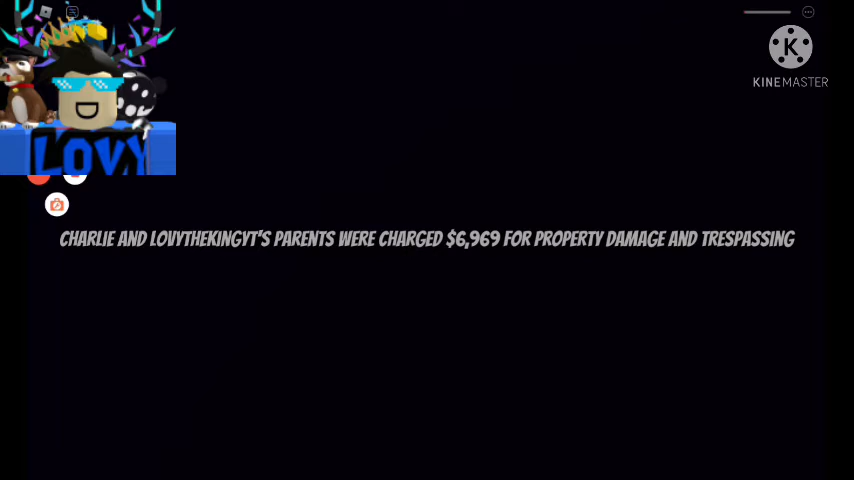 KINEMASTER
LOVY
CHARLIE AND LOVYTHEKINGYT'S PARENTS WERE CHARGED $6,969 FOR PROPERTY DAMAGE AND TRESPASSING